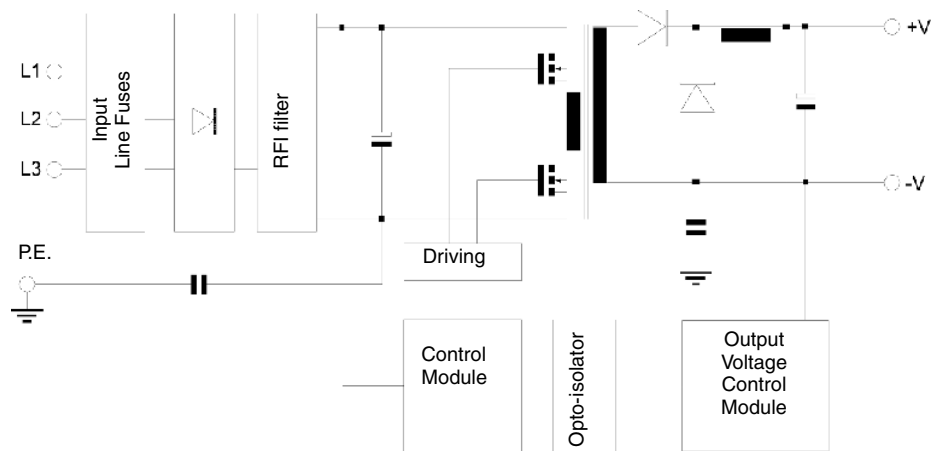 L1
L2
L3
P.E.
Input
Line Fuses
RFI filter
Driving
Control
Module
Opto-isolator
Output
Voltage
Control
Module
+V
-V